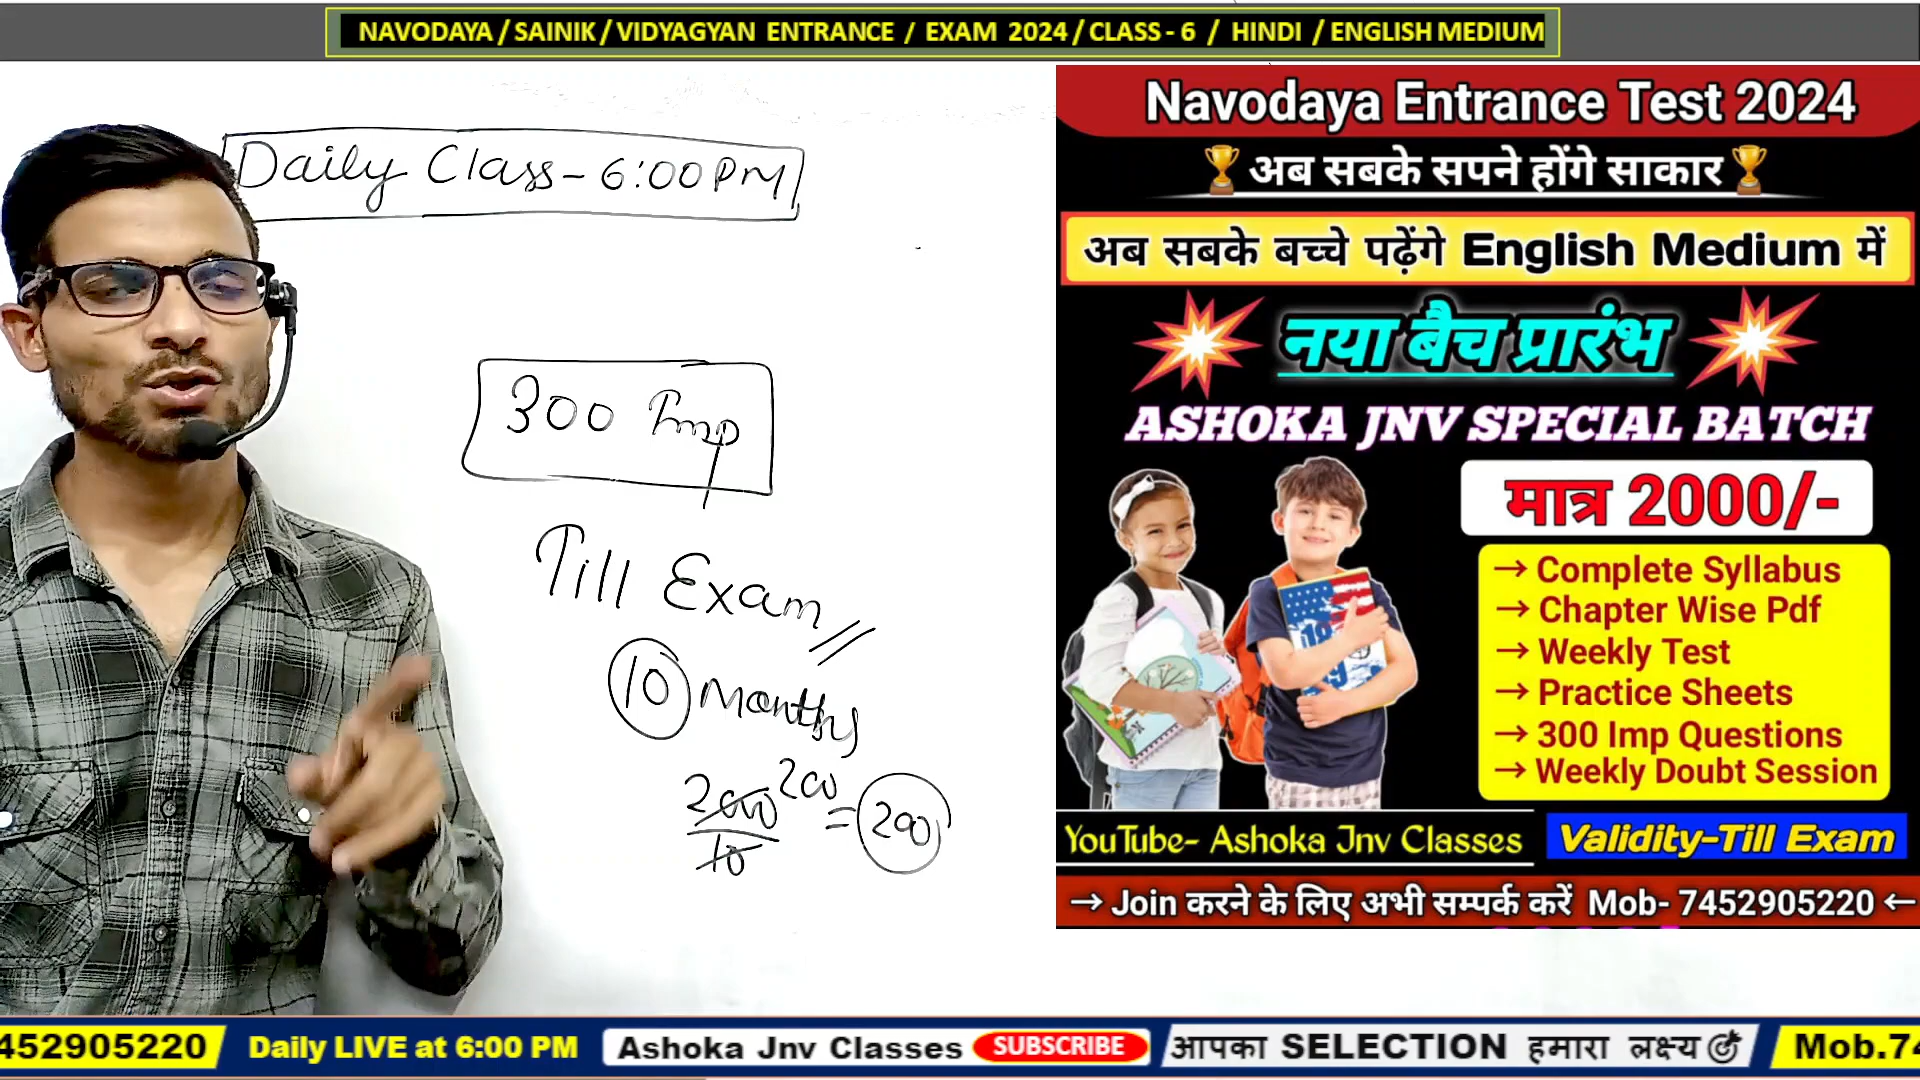 NAVODAYA / SAINIK / VIDYAGYAN ENTRANCE / EXAM 2024 / CLASS - 6 / HINDI / ENGLISH MEDIUM
Daily Class - 6:00 PM
300 Imp
Till Exam
10 Months
2000 200 = 200
10
Navodaya Entrance Test 2024
अब सबके सपने होंगे साकार
अब सबके बच्चे पढ़ेंगे English Medium में
नया बैच प्रारंभ
ASHOKA JNV SPECIAL BATCH
मात्र 2000/-
→ Complete Syllabus
→ Chapter Wise Pdf
→ Weekly Test
→ Practice Sheets
→ 300 Imp Questions
→ Weekly Doubt Session
YouTube- Ashoka Jnv Classes
Validity-Till Exam
→ Join करने के लिए अभी सम्पर्क करें Mob- 7452905220 ←
452905220 Daily LIVE at 6:00 PM Ashoka Jnv Classes SUBSCRIBE आपका SELECTION हमारा लक्ष्य Mob.74